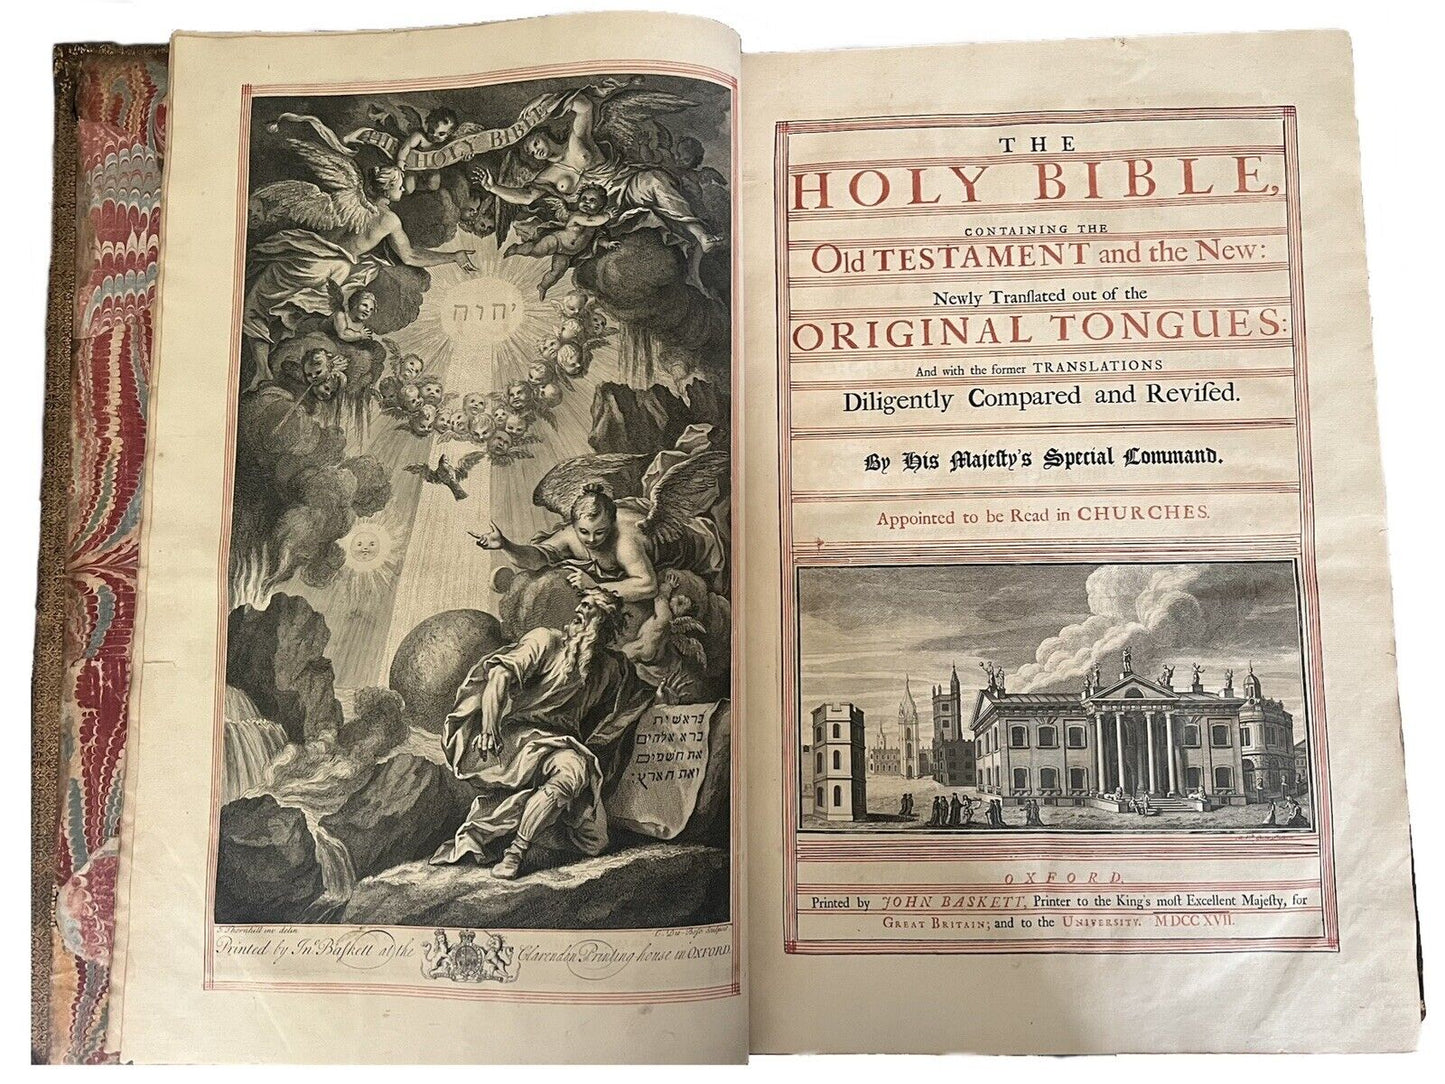 THE HOLY BIBLE
יהוה
בראשית
ברא אלהים
את השמים
ואת הארץ:
J. Thornhill inv. delin
C. Du-Bosc sculpsit
Printed by Jno. Baſkett at the Clarendon Printing-house in OXFORD.
THE
HOLY BIBLE,
CONTAINING THE
Old TESTAMENT and the New:
Newly Tranſlated out of the
ORIGINAL TONGUES:
And with the former TRANSLATIONS
Diligently Compared and Reviſed.
By His Majeſty's Special Command.
Appointed to be Read in CHURCHES.
OXFORD,
Printed by JOHN BASKETT, Printer to the King's moſt Excellent Majeſty, for
GREAT BRITAIN; and to the UNIVERSITY. MDCCXVII.